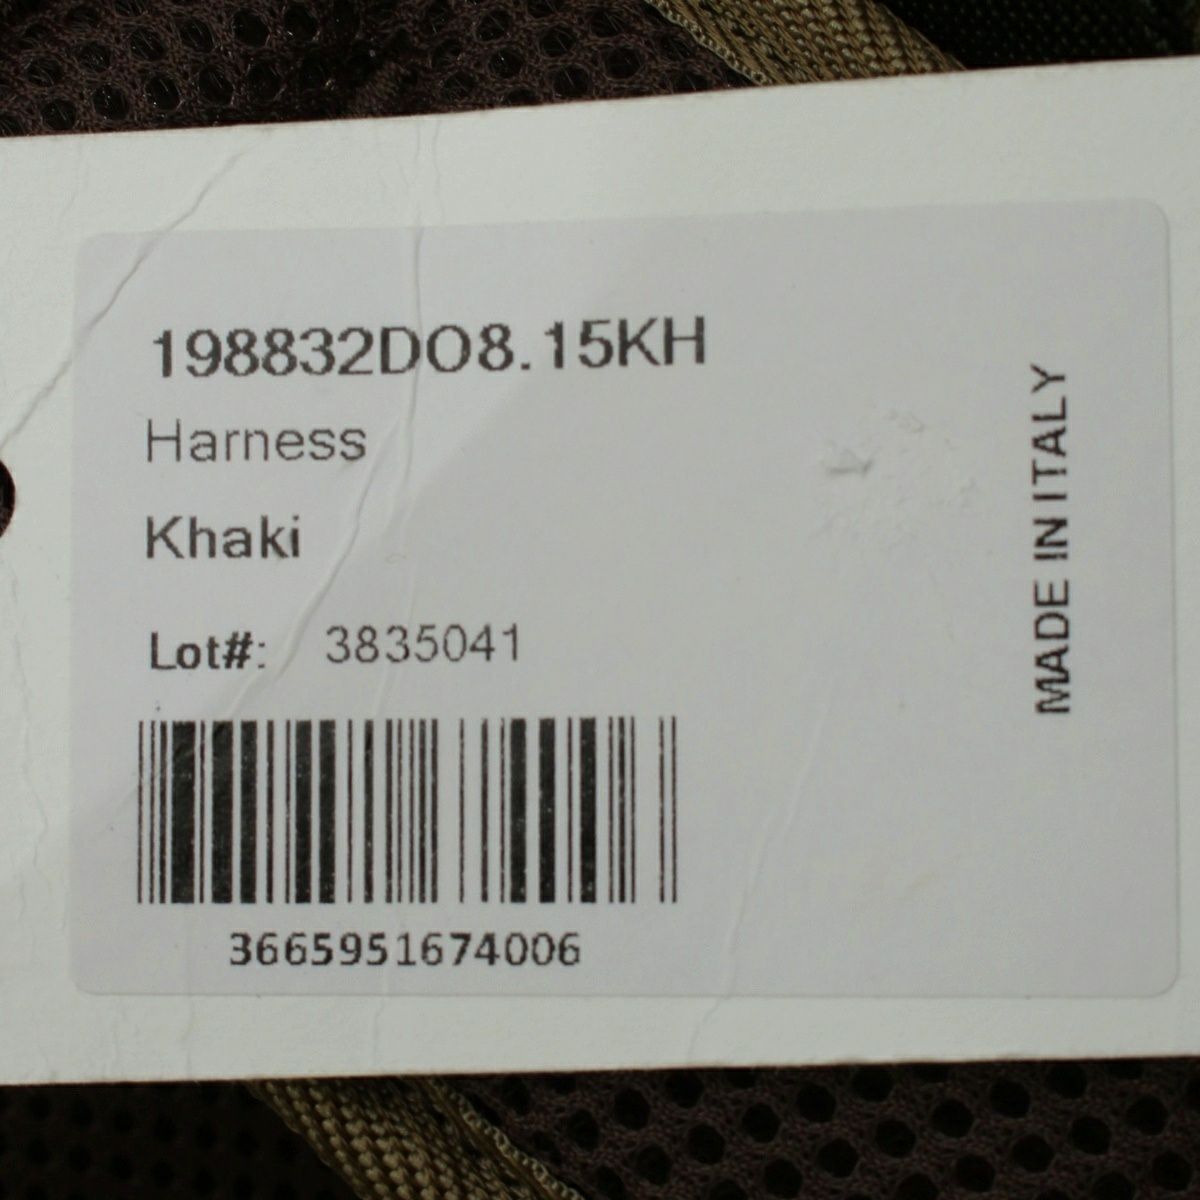 198832DO8.15KH
Harness
Khaki
Lot#: 3835041
3665951674006
MADE IN ITALY